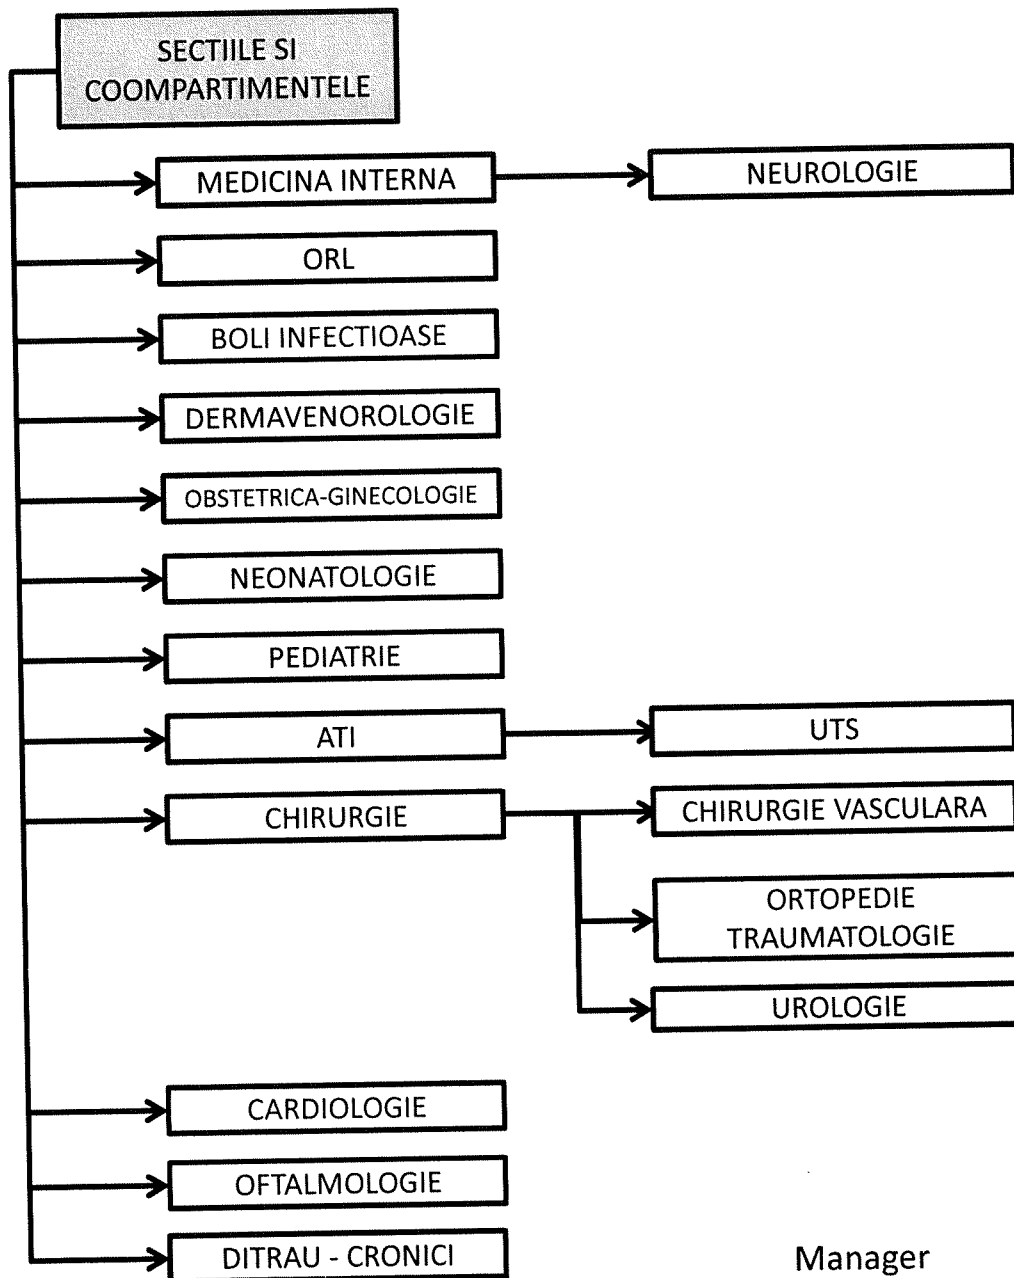 SECTIILE SI
COOMPARTIMENTELE
MEDICINA INTERNA
NEUROLOGIE
ORL
BOLI INFECTIOASE
DERMAVENOROLOGIE
OBSTETRICA-GINECOLOGIE
NEONATOLOGIE
PEDIATRIE
ATI
UTS
CHIRURGIE
CHIRURGIE VASCULARA
ORTOPEDIE
TRAUMATOLOGIE
UROLOGIE
CARDIOLOGIE
OFTALMOLOGIE
DITRAU - CRONICI
Manager